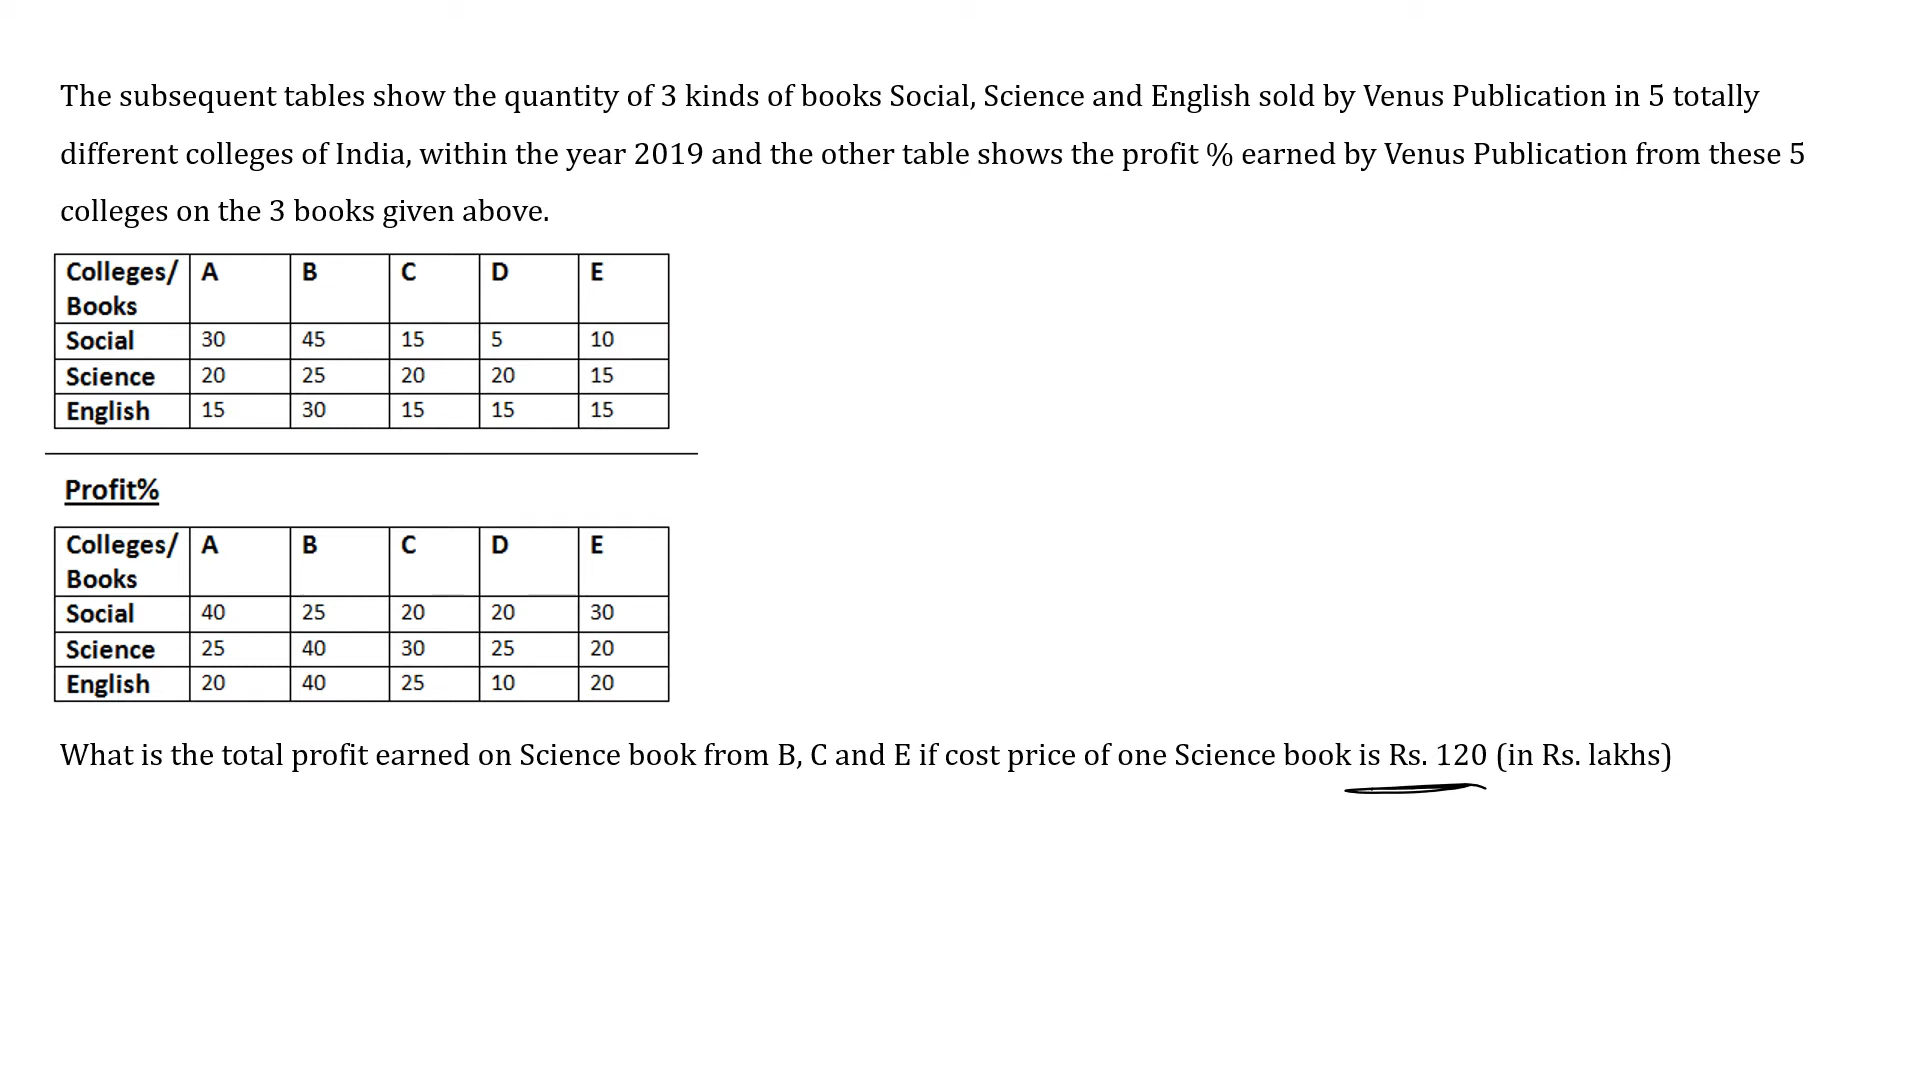 The subsequent tables show the quantity of 3 kinds of books Social, Science and English sold by Venus Publication in 5 totally
different colleges of India, within the year 2019 and the other table shows the profit % earned by Venus Publication from these 5
colleges on the 3 books given above.
Colleges/ A B C D E
Books
Social 30 45 15 5 10
Science 20 25 20 20 15
English 15 30 15 15 15
Profit%
Colleges/ A B C D E
Books
Social 40 25 20 20 30
Science 25 40 30 25 20
English 20 40 25 10 20
What is the total profit earned on Science book from B, C and E if cost price of one Science book is Rs. 120 (in Rs. lakhs)